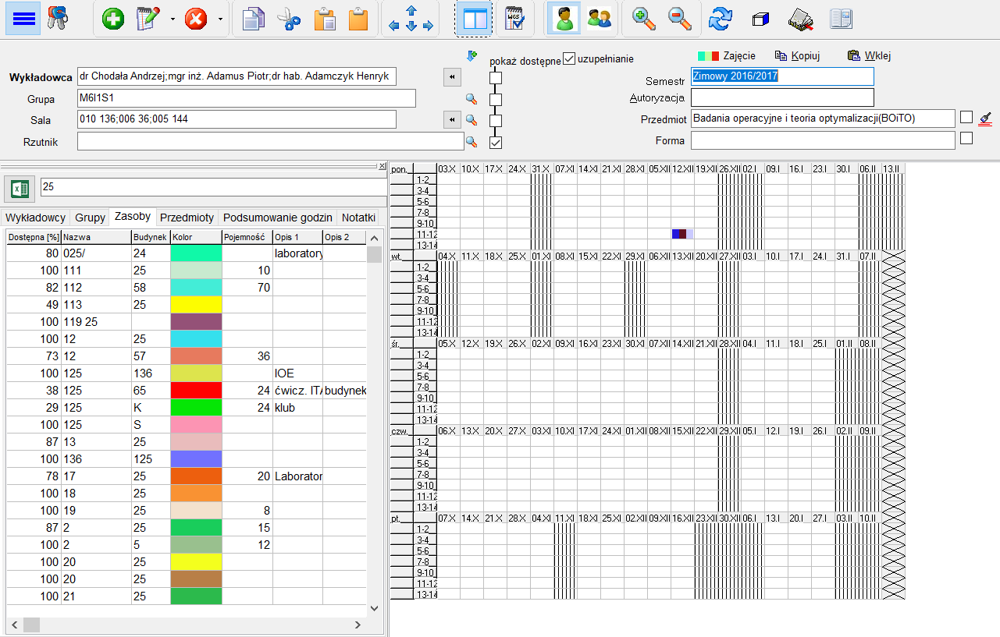 WGS
pokaż dostępne uzupełnianie
Zajęcie Kopiuj Wklej
Wykładowca dr Chodała Andrzej;mgr inż. Adamus Piotr;dr hab. Adamczyk Henryk
Semestr Zimowy 2016/2017
Grupa M6I1S1
Autoryzacja
Sala 010 136;006 36;005 144
Przedmiot Badania operacyjne i teoria optymalizacji(BOiTO)
Rzutnik
Forma
25
Wykładowcy Grupy Zasoby Przedmioty Podsumowanie godzin Notatki
Dostępna [%] Nazwa Budynek Kolor Pojemność Opis 1 Opis 2
80 025/ 24 laboratory
100 111 25 10
82 112 58 70
49 113 25
100 119 25
100 12 25
73 12 57 36
100 125 136 IOE
38 125 65 24 ćwicz. ITA budynek
29 125 K 24 klub
100 125 S
87 13 25
100 136 125
78 17 25 20 Laborator
100 18 25
100 19 25 8
87 2 25 15
100 2 5 12
100 20 25
100 20 25
100 21 25
pon. 03.X 10.X 17.X 24.X 31.X 07.XI 14.XI 21.XI 28.XI 05.XII 12.XII 19.XII 26.XII 02.I 09.I 16.I 23.I 30.I 06.II 13.II
1-2
3-4
5-6
7-8
9-10
11-12
13-14
wt. 04.X 11.X 18.X 25.X 01.XI 08.XI 15.XI 22.XI 29.XI 06.XII 13.XII 20.XII 27.XII 03.I 10.I 17.I 24.I 31.I 07.II
1-2
3-4
5-6
7-8
9-10
11-12
13-14
śr. 05.X 12.X 19.X 26.X 02.XI 09.XI 16.XI 23.XI 30.XI 07.XII 14.XII 21.XII 28.XII 04.I 11.I 18.I 25.I 01.II 08.II
1-2
3-4
5-6
7-8
9-10
11-12
13-14
czw. 06.X 13.X 20.X 27.X 03.XI 10.XI 17.XI 24.XI 01.XII 08.XII 15.XII 22.XII 29.XII 05.I 12.I 19.I 26.I 02.II 09.II
1-2
3-4
5-6
7-8
9-10
11-12
13-14
pt. 07.X 14.X 21.X 28.X 04.XI 11.XI 18.XI 25.XI 02.XII 09.XII 16.XII 23.XII 30.XII 06.I 13.I 20.I 27.I 03.II 10.II
1-2
3-4
5-6
7-8
9-10
11-12
13-14